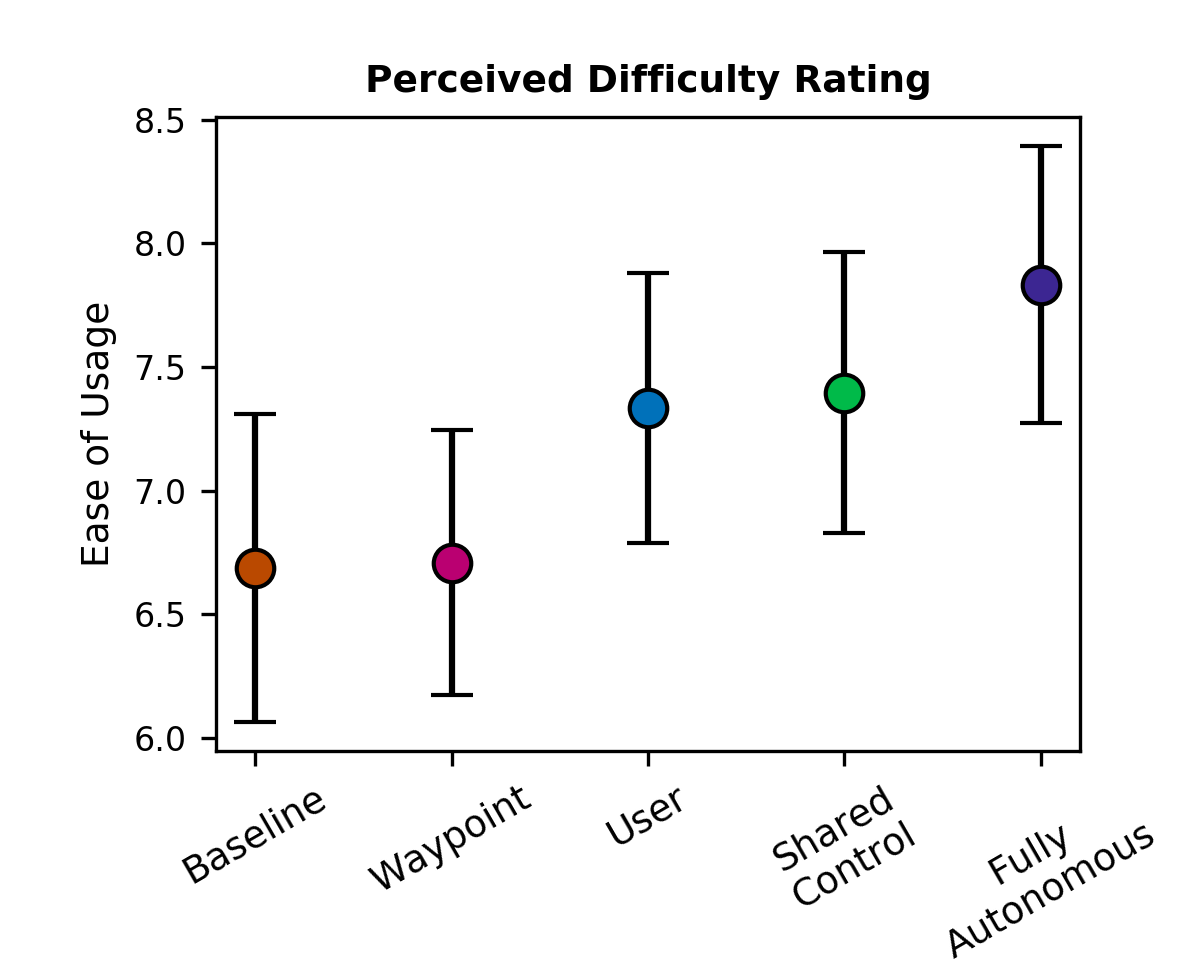 Perceived Difficulty Rating
Ease of Usage
8.5
8.0
7.5
7.0
6.5
6.0
Baseline
Waypoint
User
Shared
Control
Fully
Autonomous